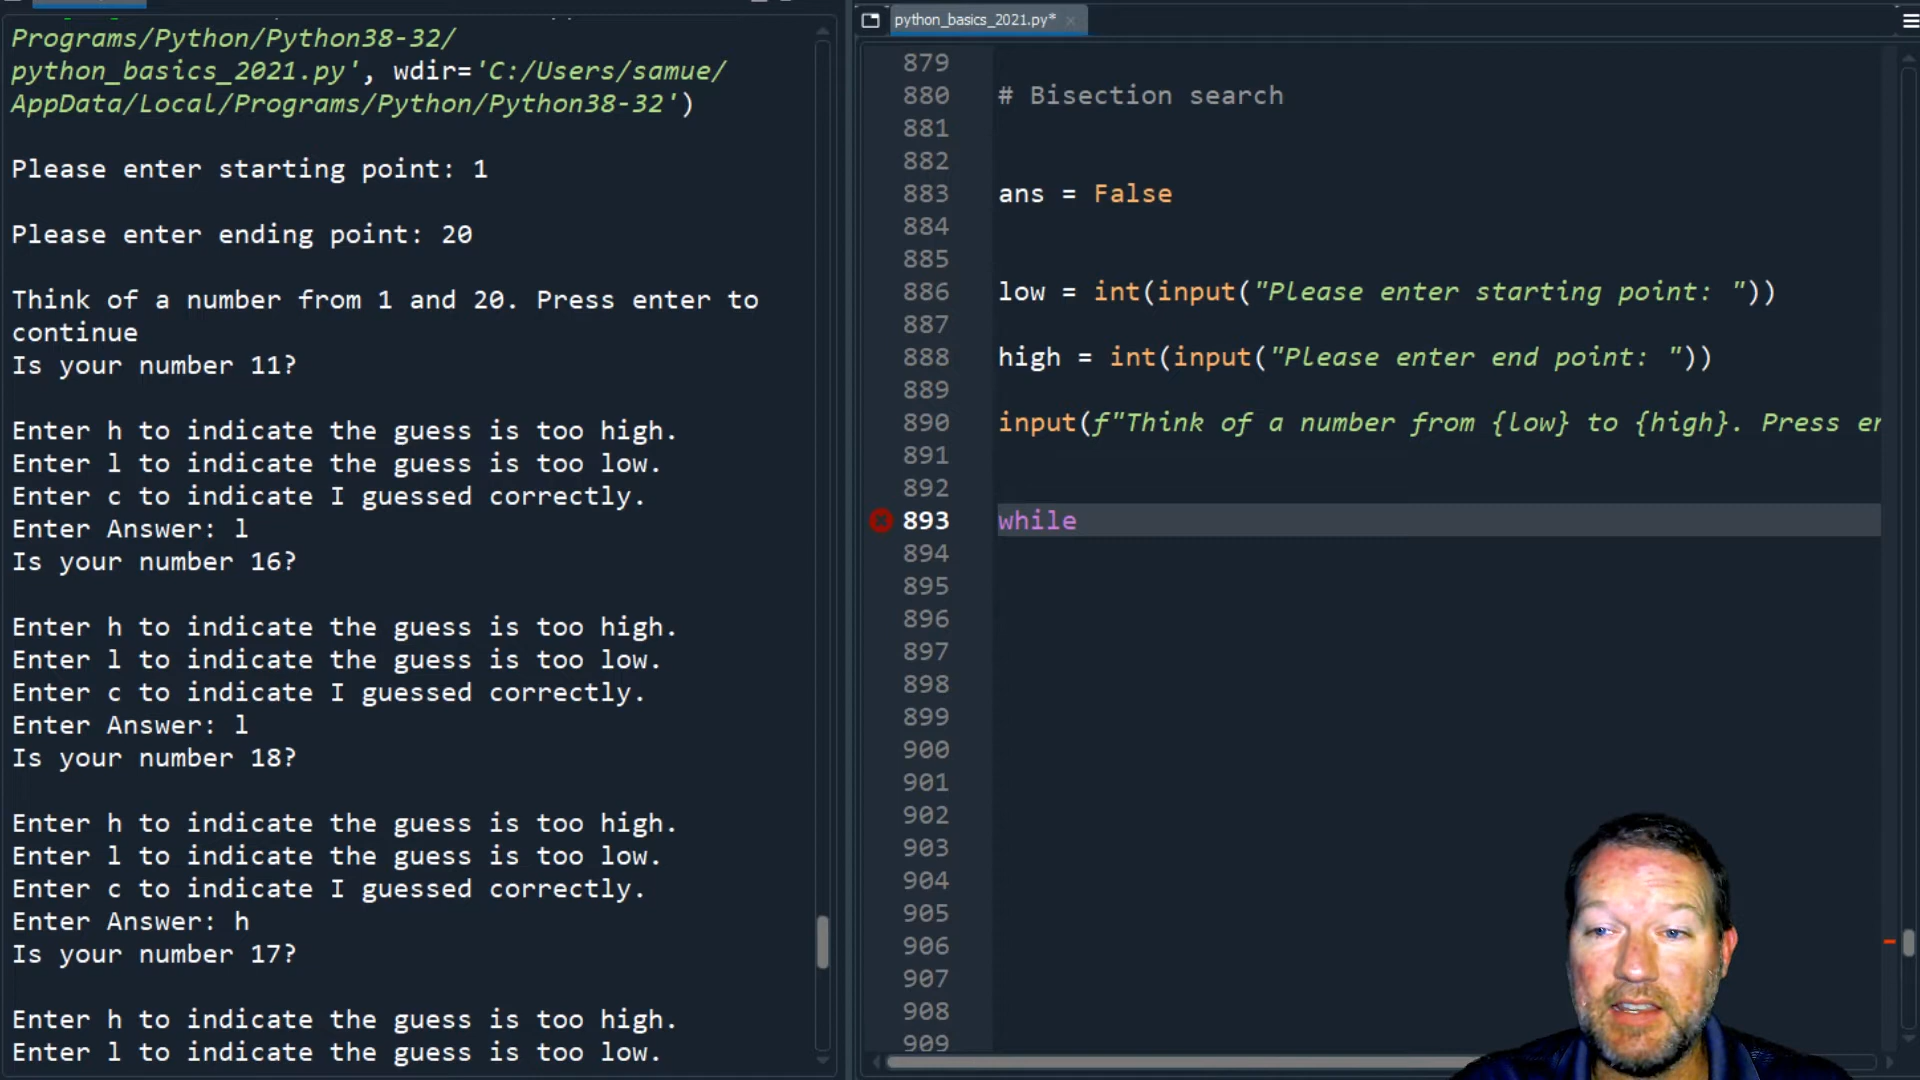 Programs/Python/Python38-32/
python_basics_2021.py', wdir='C:/Users/samue/
AppData/Local/Programs/Python/Python38-32')
Please enter starting point: 1
Please enter ending point: 20
Think of a number from 1 and 20. Press enter to
continue
Is your number 11?
Enter h to indicate the guess is too high.
Enter l to indicate the guess is too low.
Enter c to indicate I guessed correctly.
Enter Answer: l
Is your number 16?
Enter h to indicate the guess is too high.
Enter l to indicate the guess is too low.
Enter c to indicate I guessed correctly.
Enter Answer: l
Is your number 18?
Enter h to indicate the guess is too high.
Enter l to indicate the guess is too low.
Enter c to indicate I guessed correctly.
Enter Answer: h
Is your number 17?
Enter h to indicate the guess is too high.
Enter l to indicate the guess is too low.
python_basics_2021.py*
879
880 # Bisection search
881
882
883 ans = False
884
885
886 low = int(input("Please enter starting point: "))
887
888 high = int(input("Please enter end point: "))
889
890 input(f"Think of a number from {low} to {high}. Press en
891
892
893 while
894
895
896
897
898
899
900
901
902
903
904
905
906
907
908
909